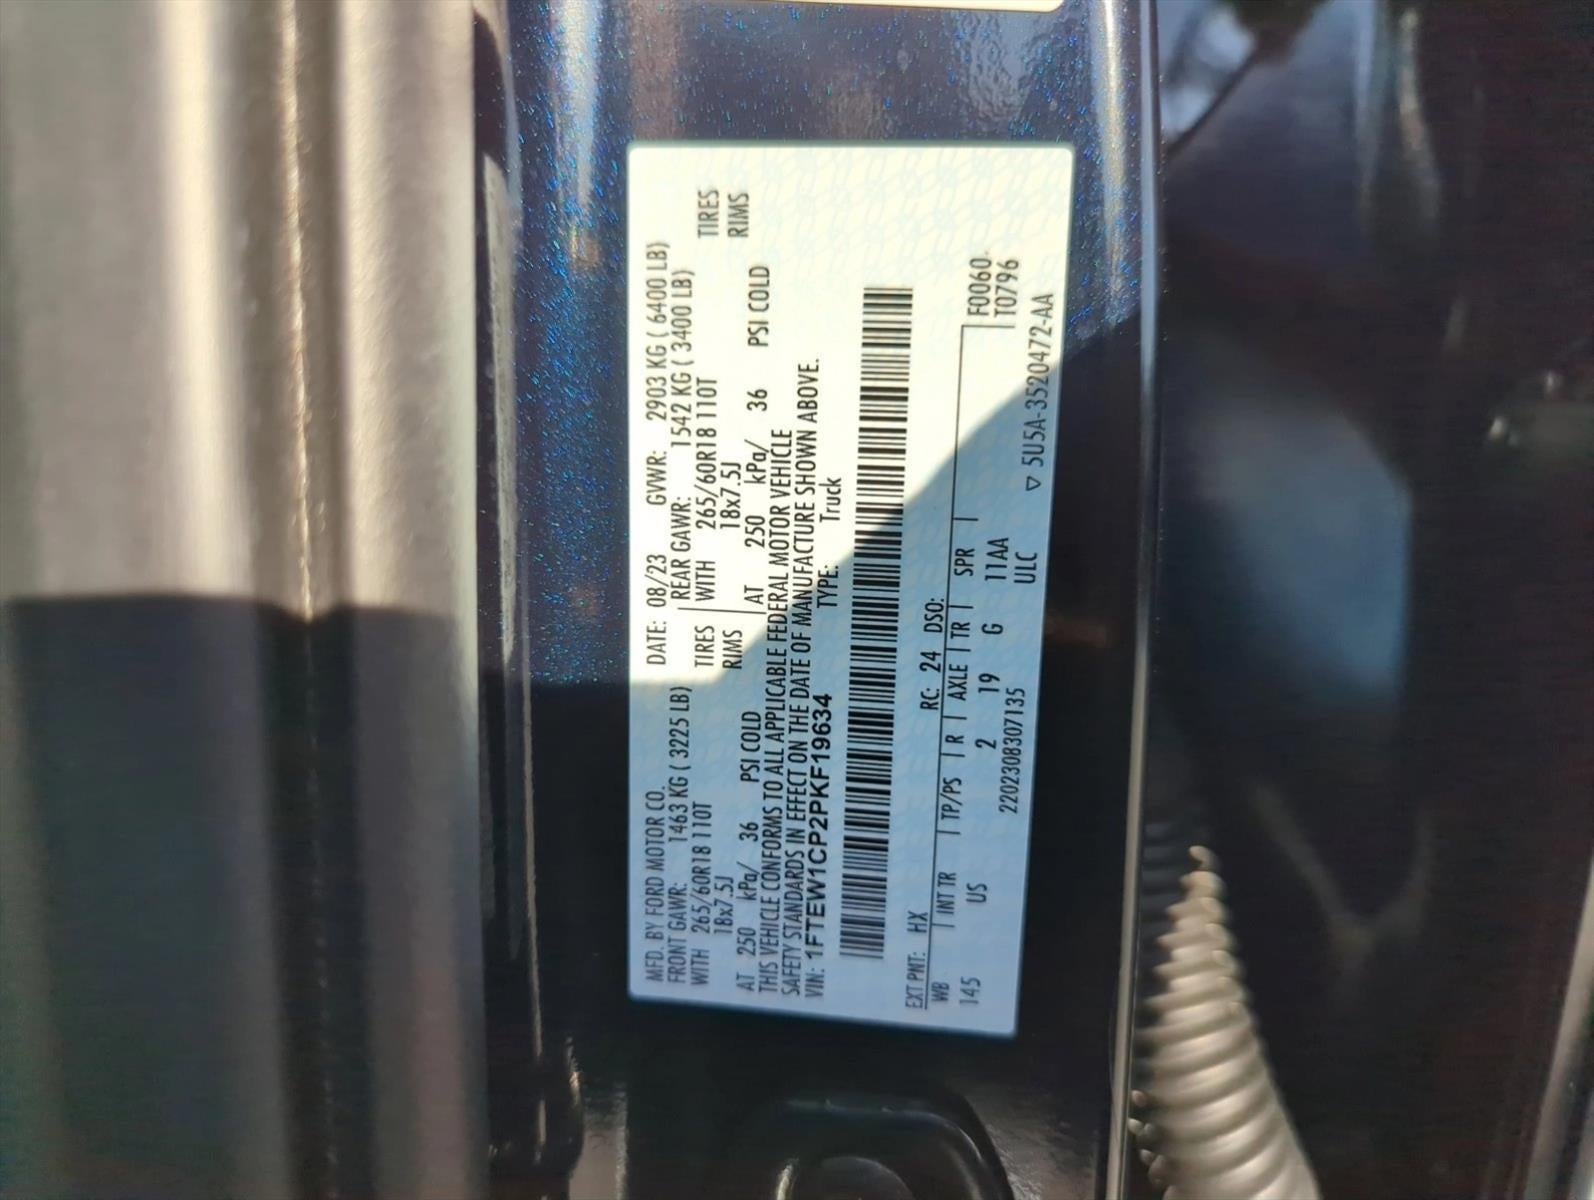 MFD. BY FORD MOTOR CO. DATE: 08/23 GVWR: 2903 KG ( 6400 LB)
FRONT GAWR: 1463 KG ( 3225 LB) REAR GAWR: 1542 KG ( 3400 LB)
WITH 265/60R18 110T TIRES WITH 265/60R18 110T TIRES
18x7.5J RIMS 18x7.5J RIMS
AT 250 kPa/ 36 PSI COLD AT 250 kPa/ 36 PSI COLD
THIS VEHICLE CONFORMS TO ALL APPLICABLE FEDERAL MOTOR VEHICLE
SAFETY STANDARDS IN EFFECT ON THE DATE OF MANUFACTURE SHOWN ABOVE.
VIN: 1FTEW1CP2PKF19634 TYPE: Truck
EXT PNT: HX RC: 24 DSO:
WB INT TR TP/PS R AXLE TR SPR F0060
145 US 2 19 G 11AA T0796
2202308307135 ULC ▽ 5U5A-3520472-AA